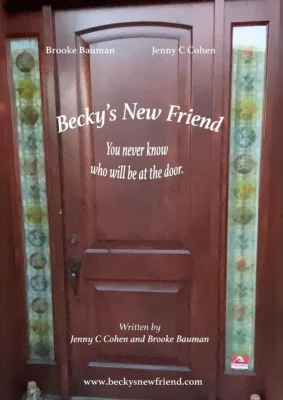 Brooke Bauman Jenny C Cohen
Becky's New Friend
You never know
who will be at the door.
Written by
Jenny C Cohen and Brooke Bauman
www.beckysnewfriend.com